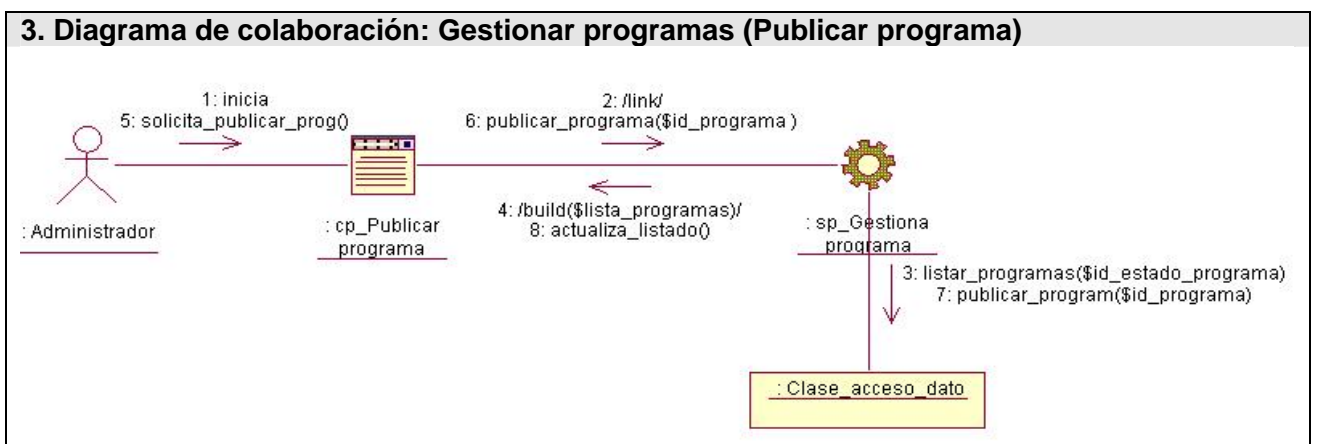 3. Diagrama de colaboración: Gestionar programas (Publicar programa)
1: inicia
5: solicita_publicar_prog()
2: /link/
6: publicar_programa($id_programa )
4: /build($lista_programas)/
8: actualiza_listado()
: Administrador
: cp_Publicar
programa
: sp_Gestiona
programa
3: listar_programas($id_estado_programa)
7: publicar_program($id_programa)
: Clase_acceso_dato